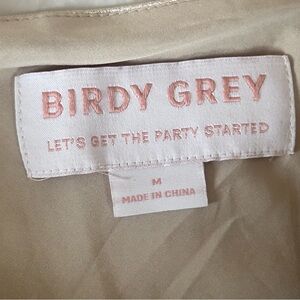 BIRDY GREY
LET'S GET THE PARTY STARTED
M
MADE IN CHINA